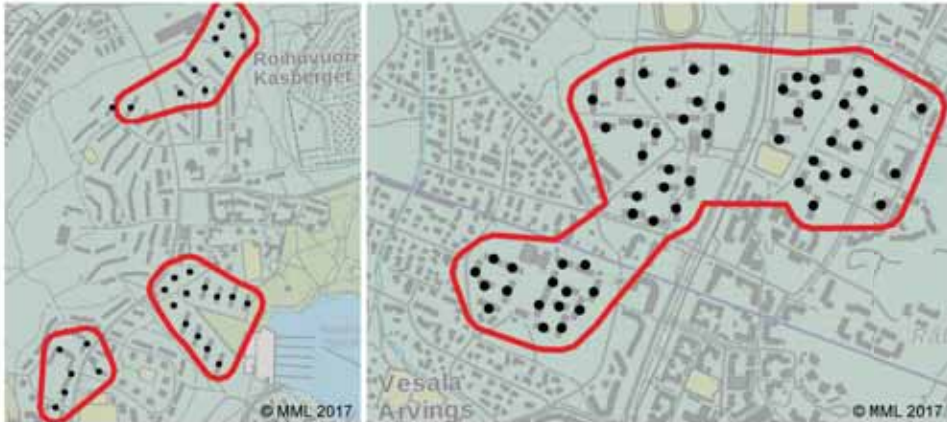 Roihuvuori
Kasberget
© MML 2017
Vesala
Arvings
© MML 2017